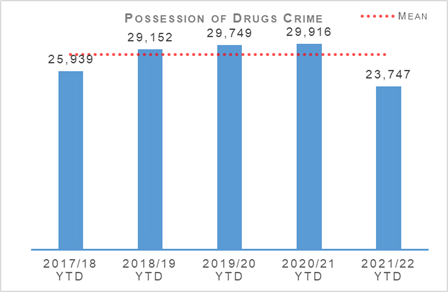 Possession of Drugs Crime
Mean
25,939
29,152
29,749
29,916
23,747
2017/18 YTD
2018/19 YTD
2019/20 YTD
2020/21 YTD
2021/22 YTD